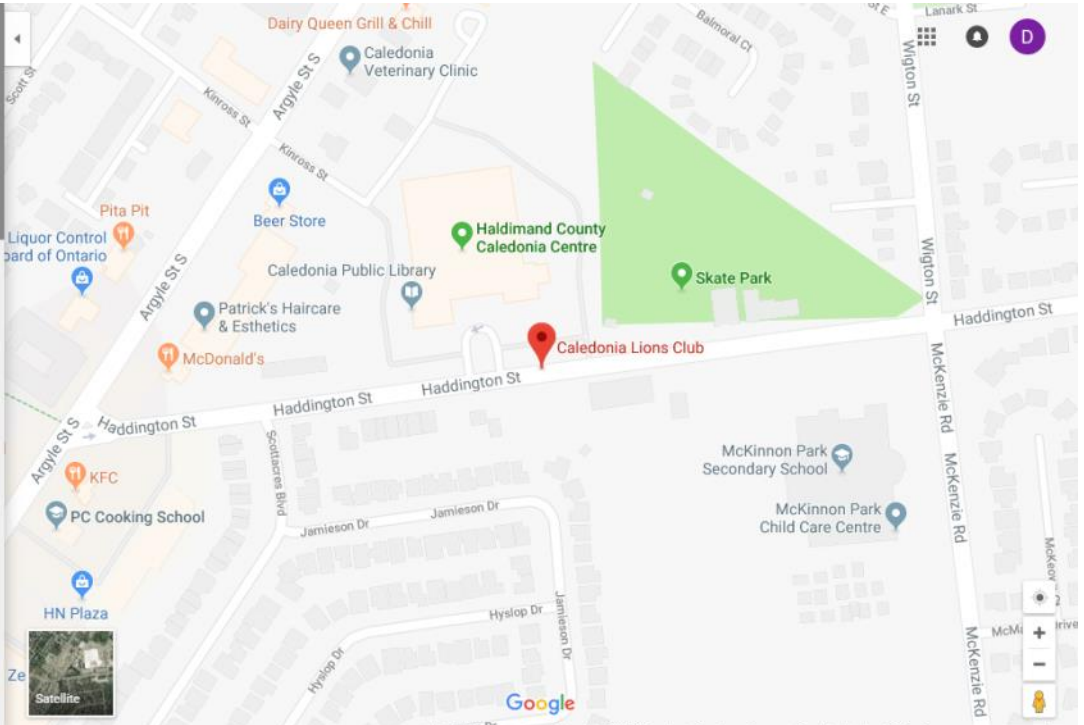 Dairy Queen Grill & Chill
Balmoral Ct
St E
Lanark St
D
Caledonia
Veterinary Clinic
Scott St
Kinross St
Argyle St S
Wigton St
Kinross St
Pita Pit
Beer Store
Liquor Control
oard of Ontario
Haldimand County
Caledonia Centre
Caledonia Public Library
Skate Park
Wigton St
Argyle St S
Patrick's Haircare
& Esthetics
Haddington St
McDonald's
Caledonia Lions Club
Haddington St
Haddington St
Haddington St
McKenzie Rd
Argyle St S
KFC
Scottacres Blvd
McKinnon Park
Secondary School
McKenzie Rd
PC Cooking School
Jamieson Dr
Jamieson Dr
McKinnon Park
Child Care Centre
HN Plaza
Hyslop Dr
Jamieson Dr
Hyslop Dr
McKenzie Rd
Ze
Satellite
Google